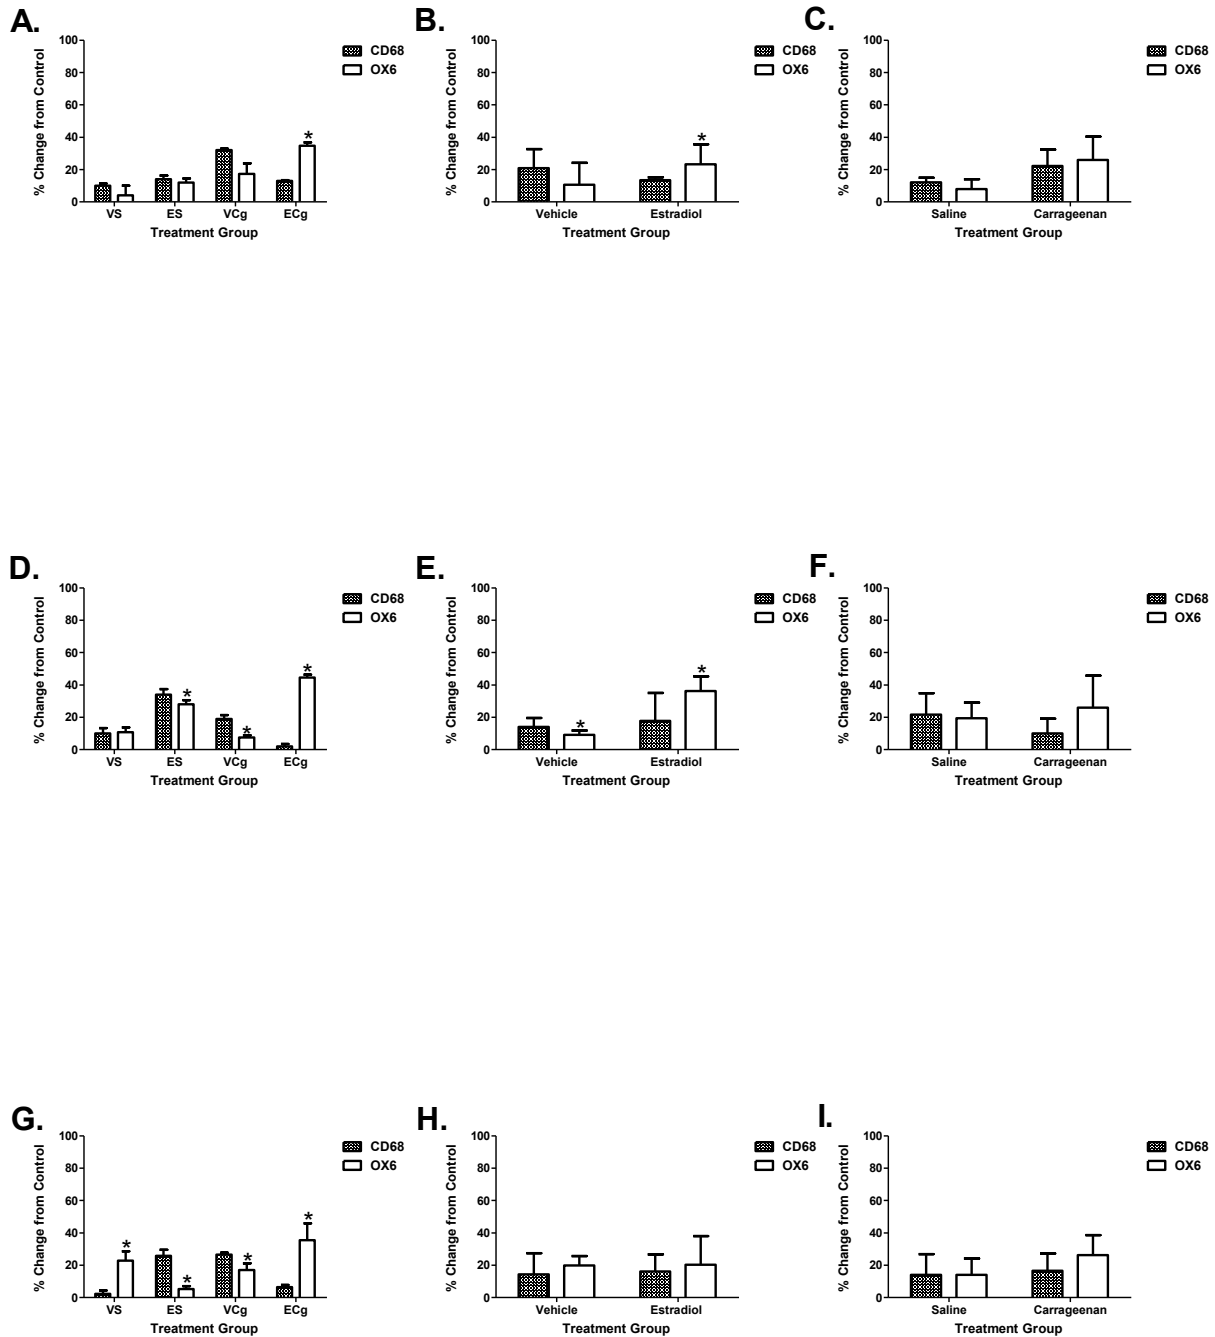 A.
B.
C.
% Change from Control
100
80
60
40
20
0
*
VS ES VCg ECg
Treatment Group
CD68
OX6
% Change from Control
100
80
60
40
20
0
*
Vehicle Estradiol
Treatment Group
CD68
OX6
% Change from Control
100
80
60
40
20
0
Saline Carrageenan
Treatment Group
CD68
OX6
D.
E.
F.
% Change from Control
100
80
60
40
20
0
* * *
VS ES VCg ECg
Treatment Group
CD68
OX6
% Change from Control
100
80
60
40
20
0
* *
Vehicle Estradiol
Treatment Group
CD68
OX6
% Change from Control
100
80
60
40
20
0
Saline Carrageenan
Treatment Group
CD68
OX6
G.
H.
I.
% Change from Control
100
80
60
40
20
0
* * * *
VS ES VCg ECg
Treatment Group
CD68
OX6
% Change from Control
100
80
60
40
20
0
Vehicle Estradiol
Treatment Group
CD68
OX6
% Change from Control
100
80
60
40
20
0
Saline Carrageenan
Treatment Group
CD68
OX6